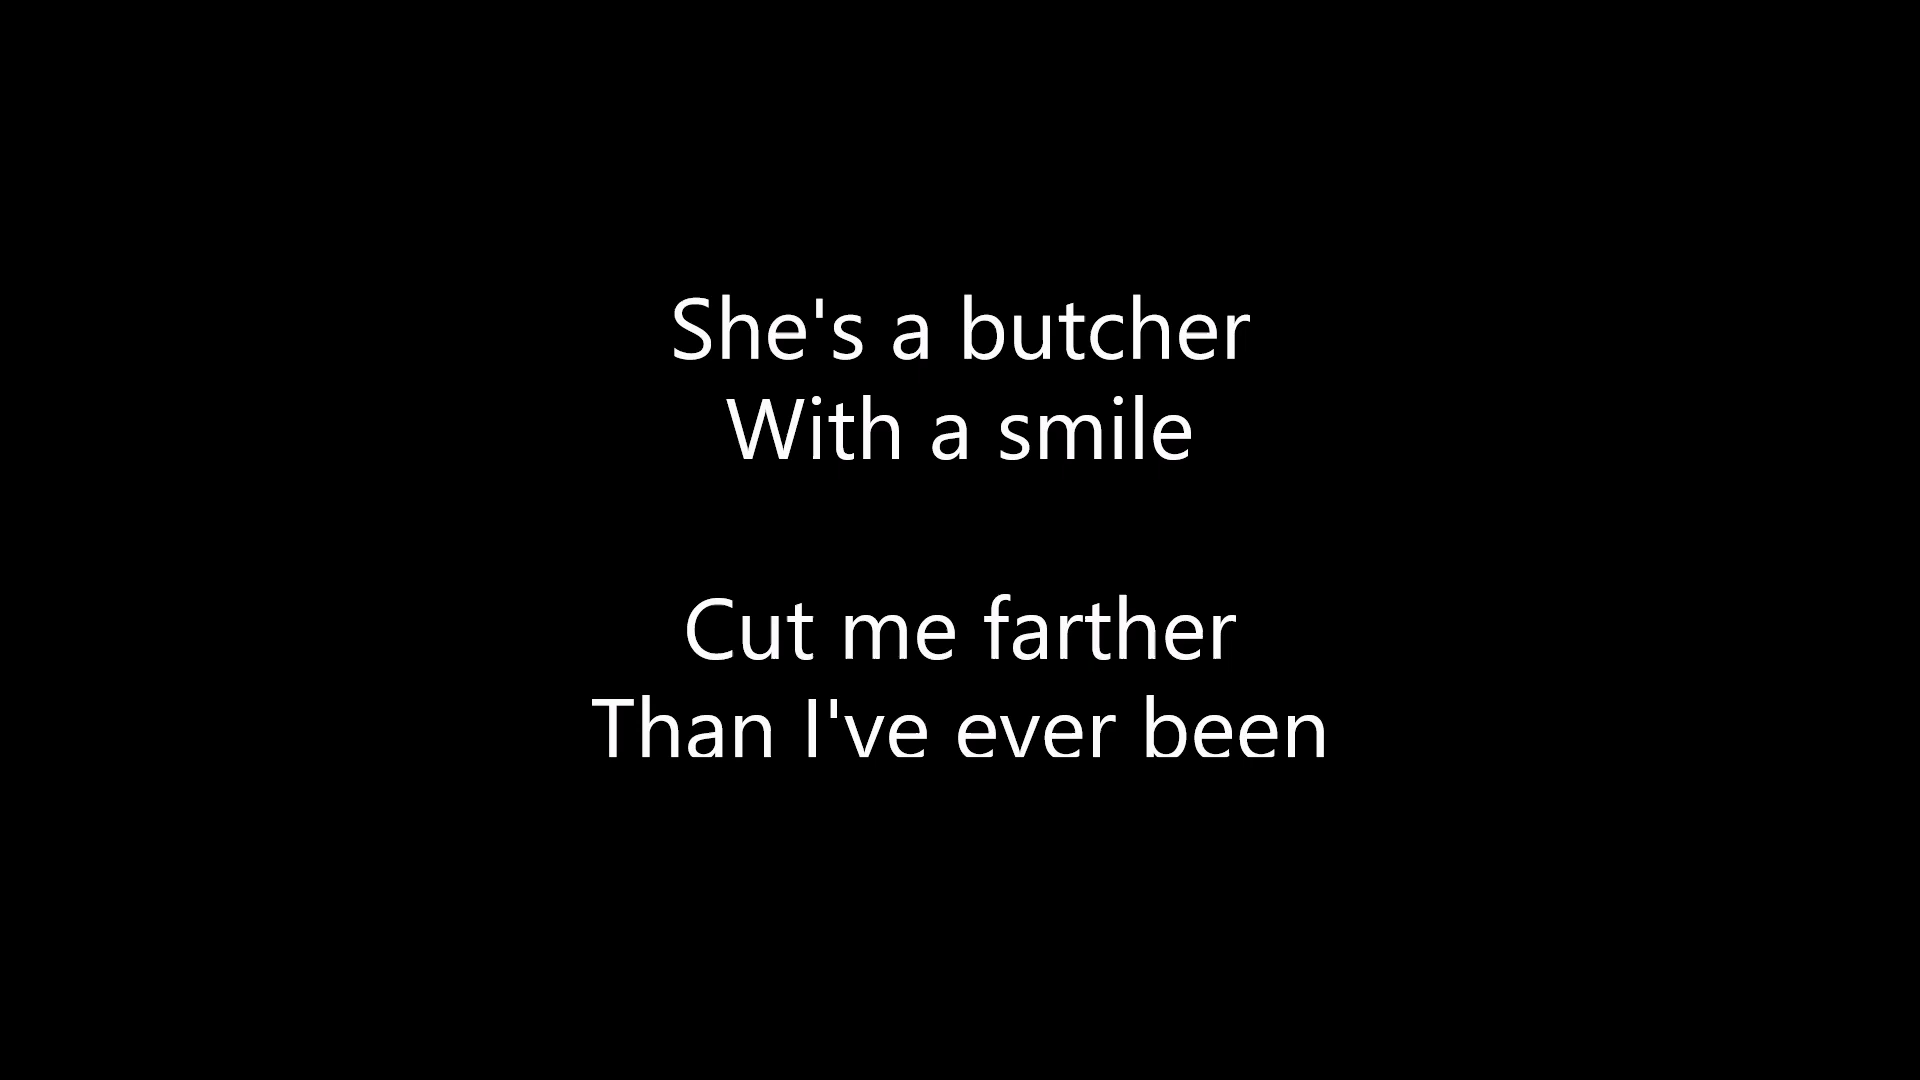 She's a butcher
With a smile
Cut me farther
Than I've ever been